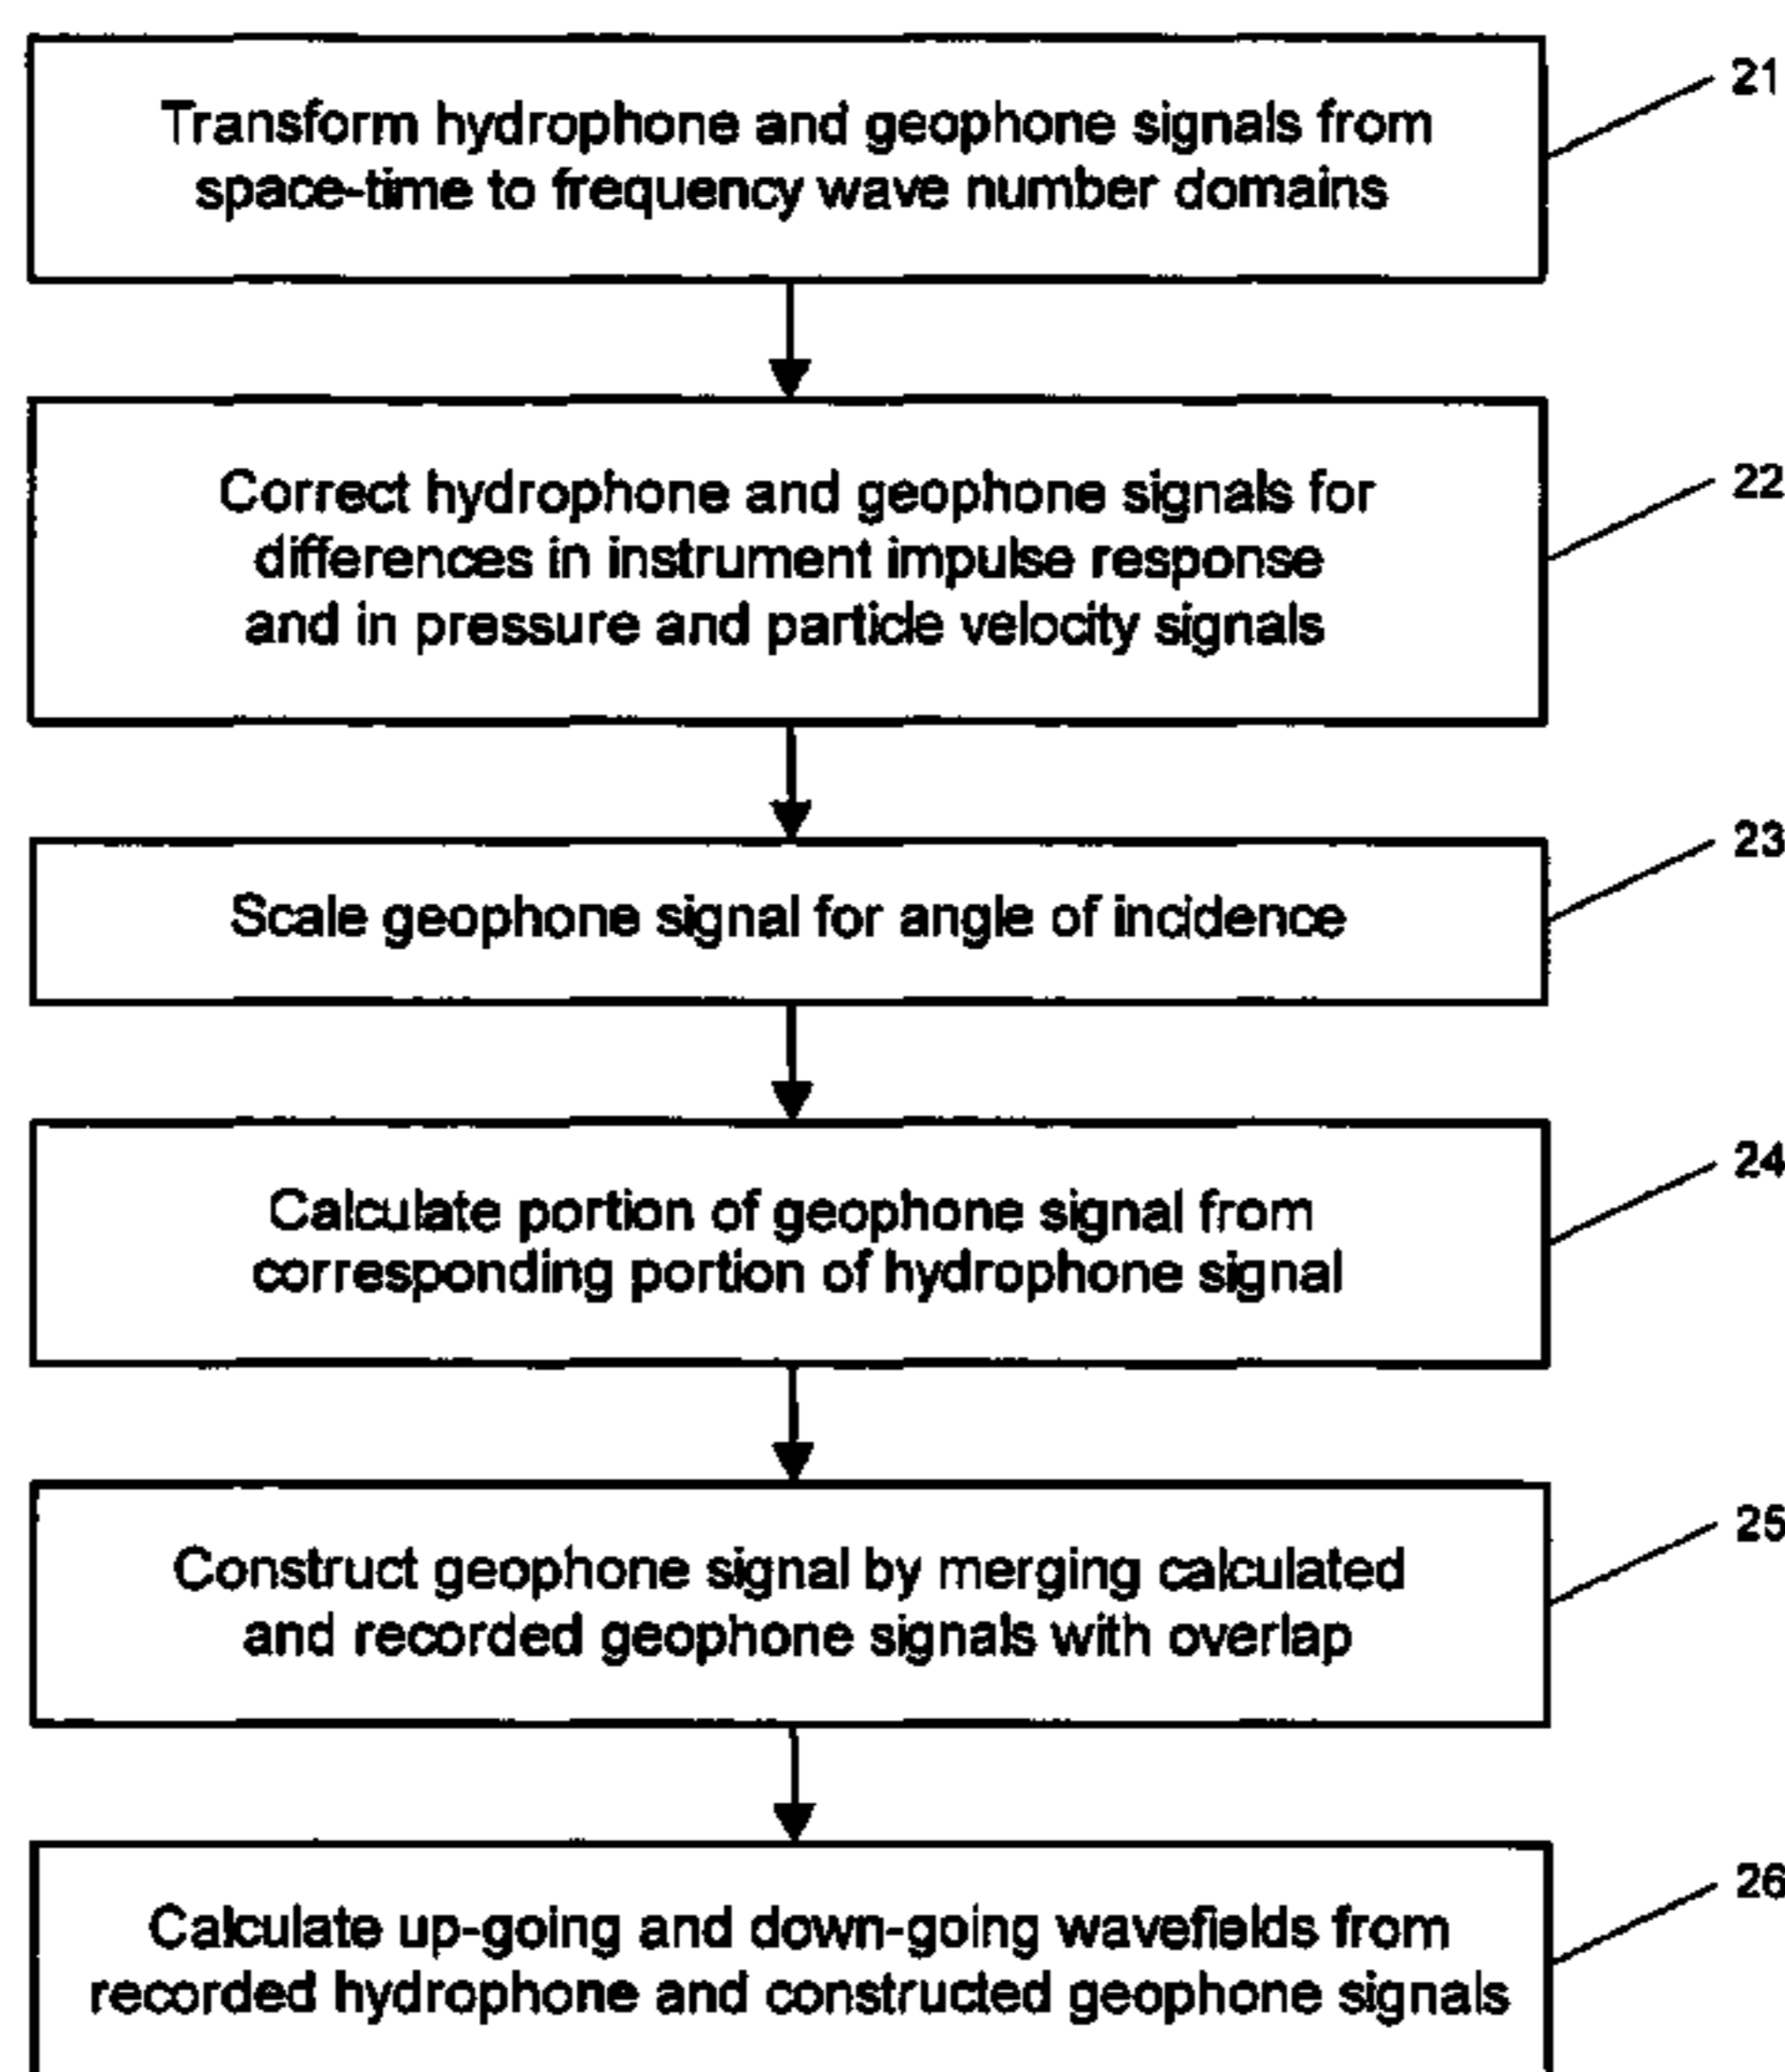 Transform hydrophone and geophone signals from
space-time to frequency wave number domains
21
Correct hydrophone and geophone signals for
differences in instrument impulse response
and in pressure and particle velocity signals
22
Scale geophone signal for angle of incidence
23
Calculate portion of geophone signal from
corresponding portion of hydrophone signal
24
Construct geophone signal by merging calculated
and recorded geophone signals with overlap
25
Calculate up-going and down-going wavefields from
recorded hydrophone and constructed geophone signals
26